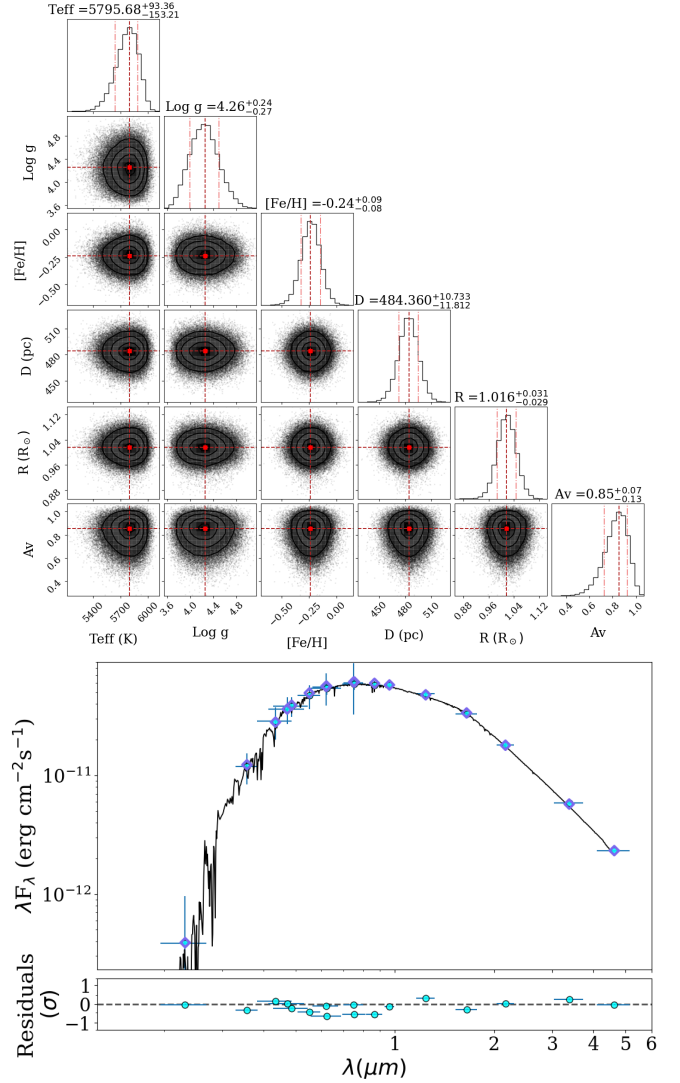 Teff =5795.68+93.36−153.21
Log g =4.26+0.24−0.27
[Fe/H] =-0.24+0.09−0.08
D =484.360+10.733−11.812
R =1.016+0.031−0.029
Av =0.85+0.07−0.13
Log g
4.8
4.4
4.0
3.6
[Fe/H]
0.00
−0.25
−0.50
D (pc)
510
480
450
R (R⊙)
1.12
1.04
0.96
0.88
Av
1.0
0.8
0.6
0.4
5400 5700 6000
3.6 4.0 4.4 4.8
−0.50 −0.25 0.00
450 480 510
0.88 0.96 1.04 1.12
0.4 0.6 0.8 1.0
Teff (K) Log g [Fe/H] D (pc) R (R⊙) Av
λFλ (erg cm−2s−1)
10−11
10−12
Residuals
(σ)
1
0
−1
1 2 3 4 5 6
λ(μm)